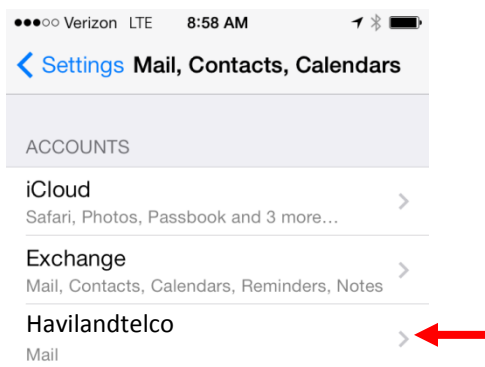 Verizon LTE 8:58 AM
Settings Mail, Contacts, Calendars
ACCOUNTS
iCloud
Safari, Photos, Passbook and 3 more...
Exchange
Mail, Contacts, Calendars, Reminders, Notes
Havilandtelco
Mail